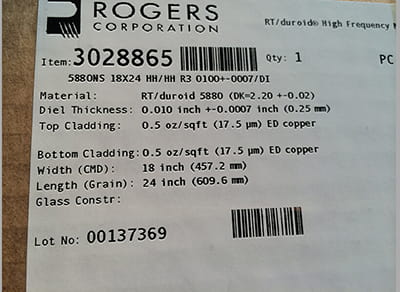 ROGERS
CORPORATION
RT/duroid® High Frequency
Item: 3028865 Qty: 1 PC
5880NS 18X24 HH/HH R3 0100+-0007/DI
Material: RT/duroid 5880 (DK=2.20 +-0.02)
Diel Thickness: 0.010 inch +-0.0007 inch (0.25 mm)
Top Cladding: 0.5 oz/sqft (17.5 µm) ED copper
Bottom Cladding: 0.5 oz/sqft (17.5 µm) ED copper
Width (CMD): 18 inch (457.2 mm)
Length (Grain): 24 inch (609.6 mm)
Glass Constr:
Lot No: 00137369